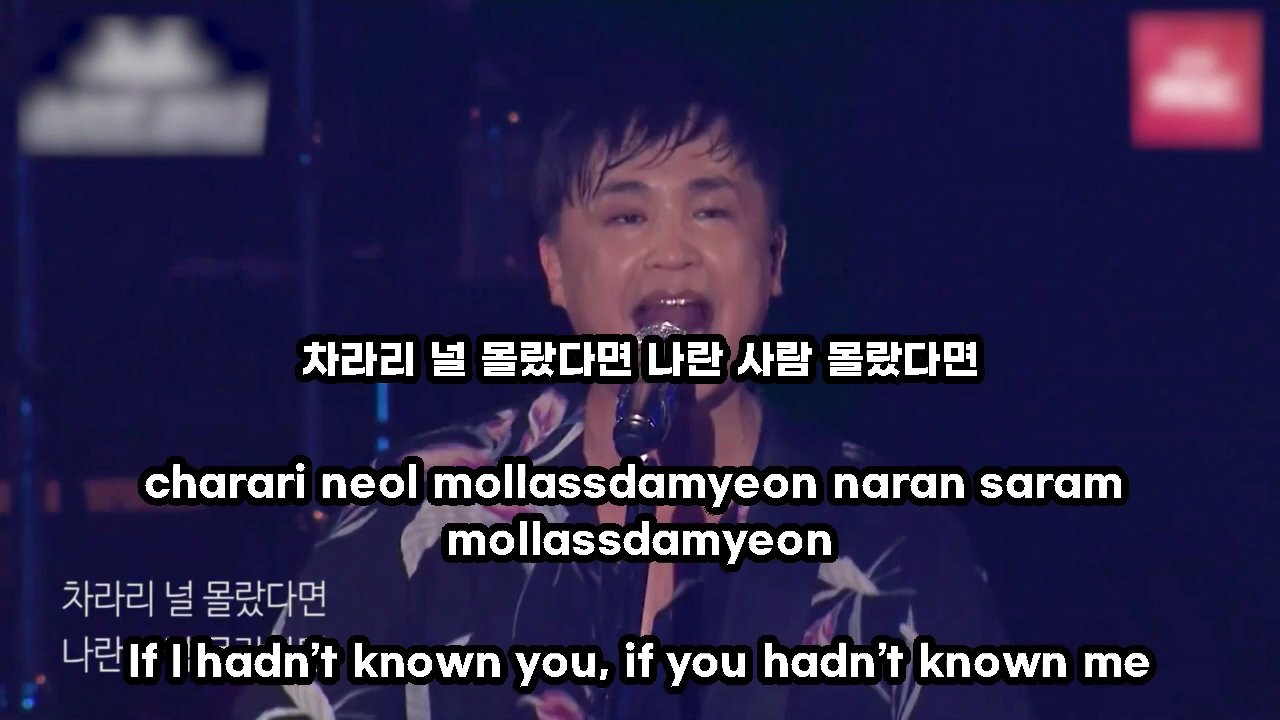 차라리 널 몰랐다면 나란 사람 몰랐다면
charari neol mollassdamyeon naran saram
mollassdamyeon
차라리 널 몰랐다면
나란
If I hadn't known you, if you hadn't known me